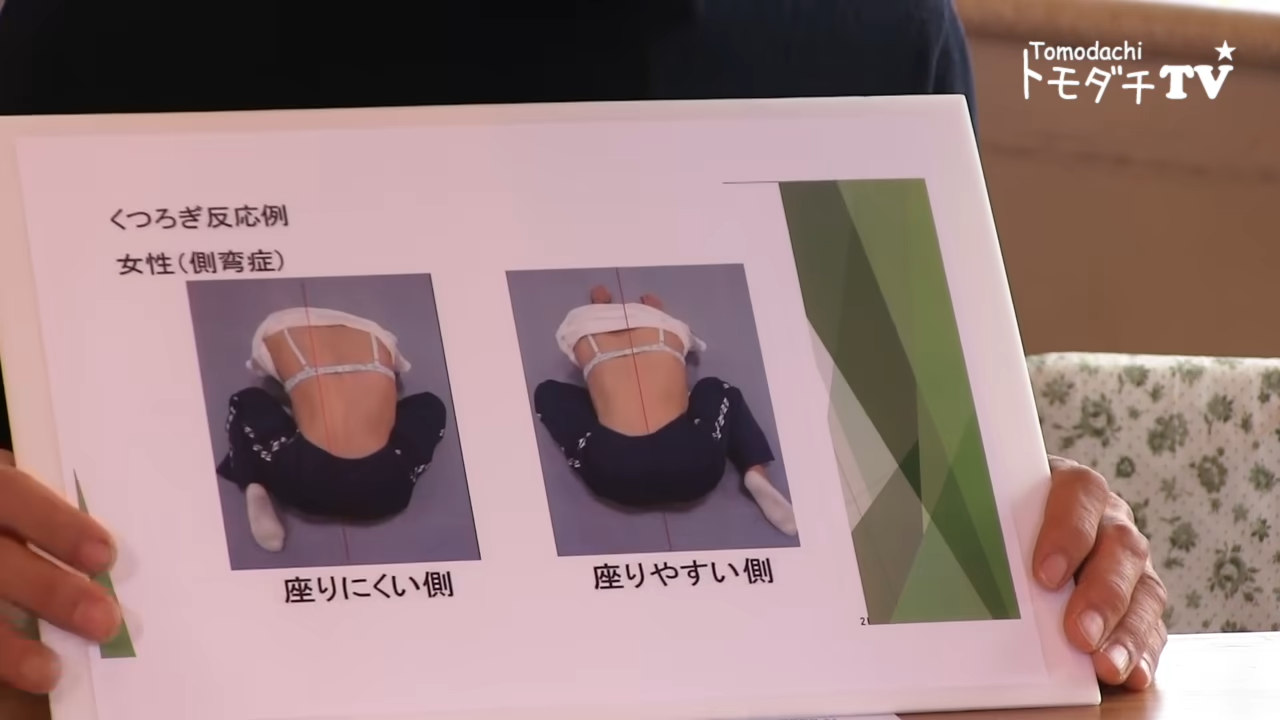 Tomodachi
トモダチTV
くつろぎ反応例
女性(側弯症)
座りにくい側
座りやすい側